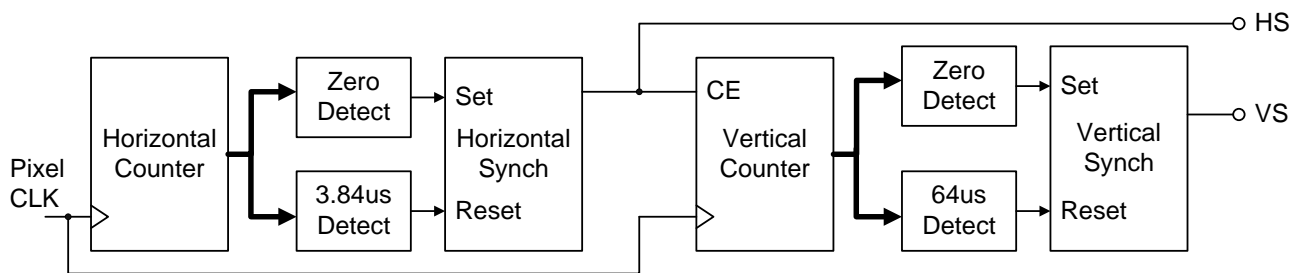 HS
Zero
Detect
Set
Horizontal
Synch
Reset
Horizontal
Counter
3.84us
Detect
Pixel
CLK
CE
Vertical
Counter
Zero
Detect
64us
Detect
Set
Vertical
Synch
Reset
VS